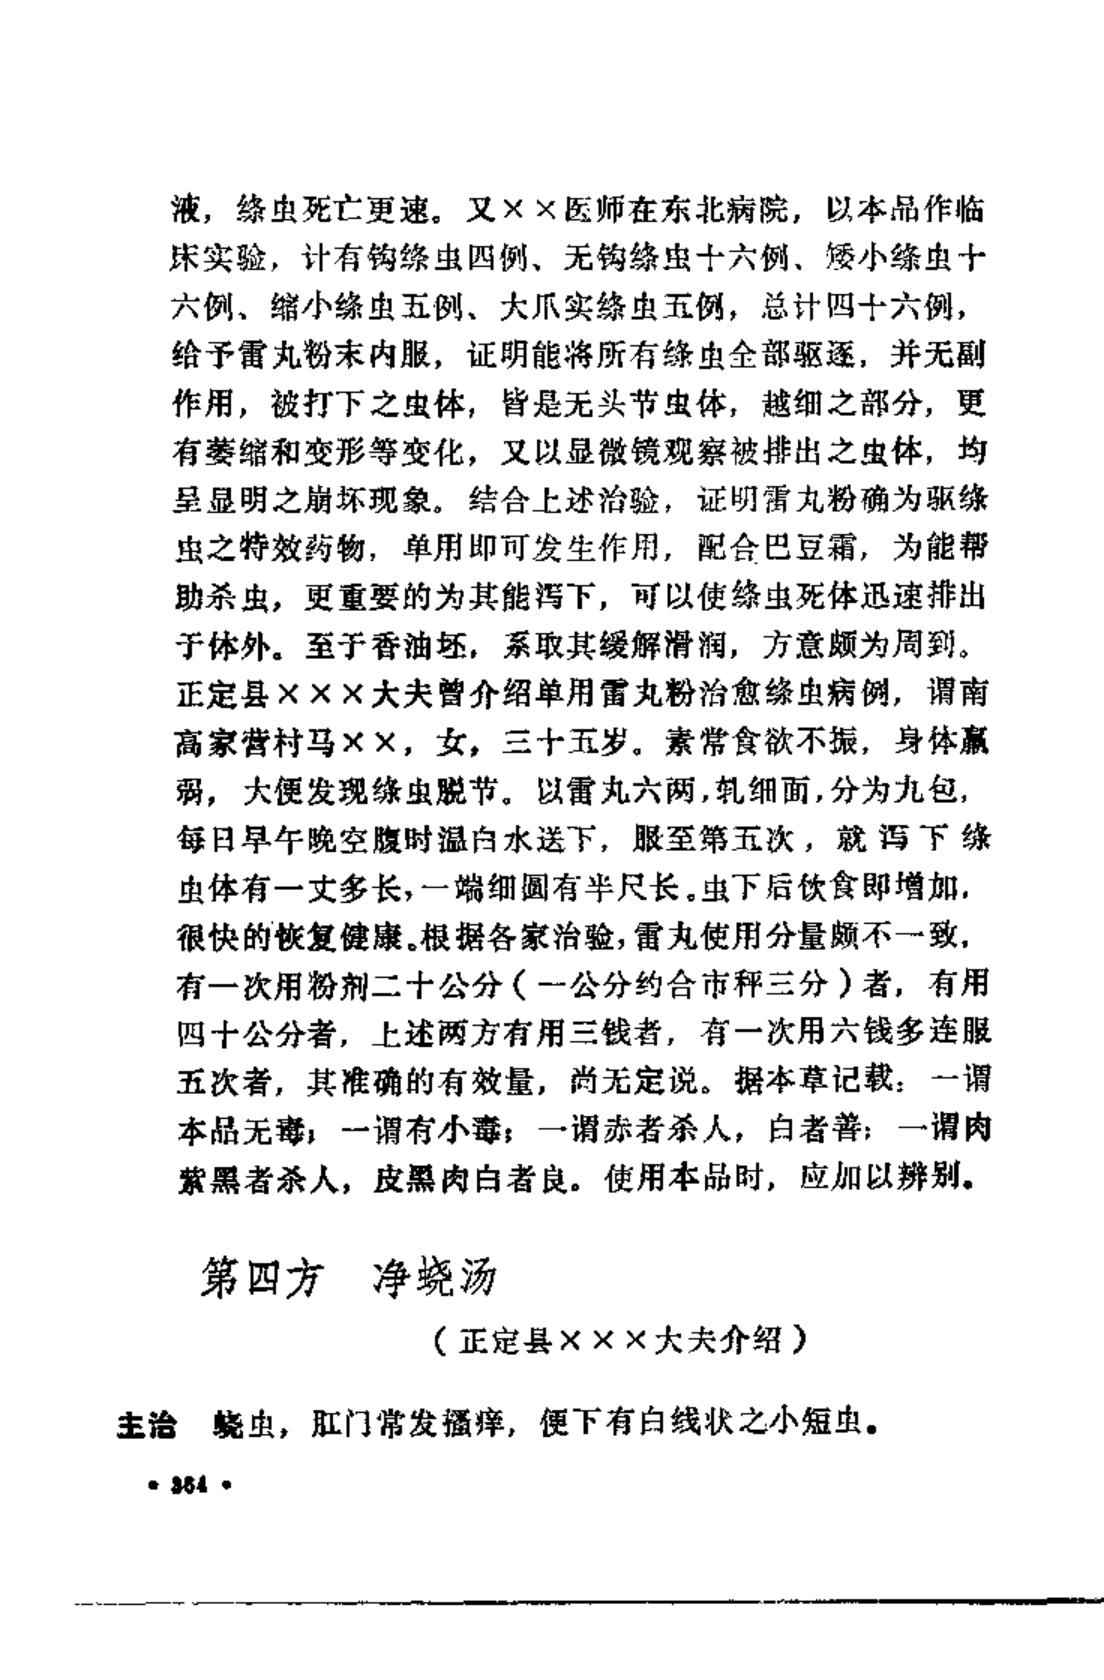 液，绦虫死亡更速。又××医师在东北病院，以本品作临
床实验，计有钩绦虫四例、无钩绦虫十六例、矮小绦虫十
六例、缩小绦虫五例、大爪实绦虫五例，总计四十六例，
给予雷丸粉末内服，证明能将所有绦虫全部驱逐，并无副
作用，被打下之虫体，皆是无头节虫体，越细之部分，更
有萎缩和变形等变化，又以显微镜观察被排出之虫体，均
呈显明之崩坏现象。结合上述治验，证明雷丸粉确为驱绦
虫之特效药物，单用即可发生作用，配合巴豆霜，为能帮
助杀虫，更重要的为其能泻下，可以使绦虫死体迅速排出
于体外。至于香油坯，系取其缓解滑润，方意颇为周到。
正定县×××大夫曾介绍单用雷丸粉治愈绦虫病例，谓南
高家营村马××，女，三十五岁。素常食欲不振，身体羸
弱，大便发现绦虫脱节。以雷丸六两，轧细面，分为九包，
每日早午晚空腹时温白水送下，服至第五次，就泻下绦
虫体有一丈多长，一端细圆有半尺长。虫下后饮食即增加，
很快的恢复健康。根据各家治验，雷丸使用分量颇不一致，
有一次用粉剂二十公分（一公分约合市秤三分）者，有用
四十公分者，上述两方有用三钱者，有一次用六钱多连服
五次者，其准确的有效量，尚无定说。据本草记载：一谓
本品无毒；一谓有小毒；一谓赤者杀人，白者善；一谓肉
紫黑者杀人，皮黑肉白者良。使用本品时，应加以辨别。
第四方　净蛲汤
（正定县×××大夫介绍）
主治　蛲虫，肛门常发搔痒，便下有白线状之小短虫。
• 364 •